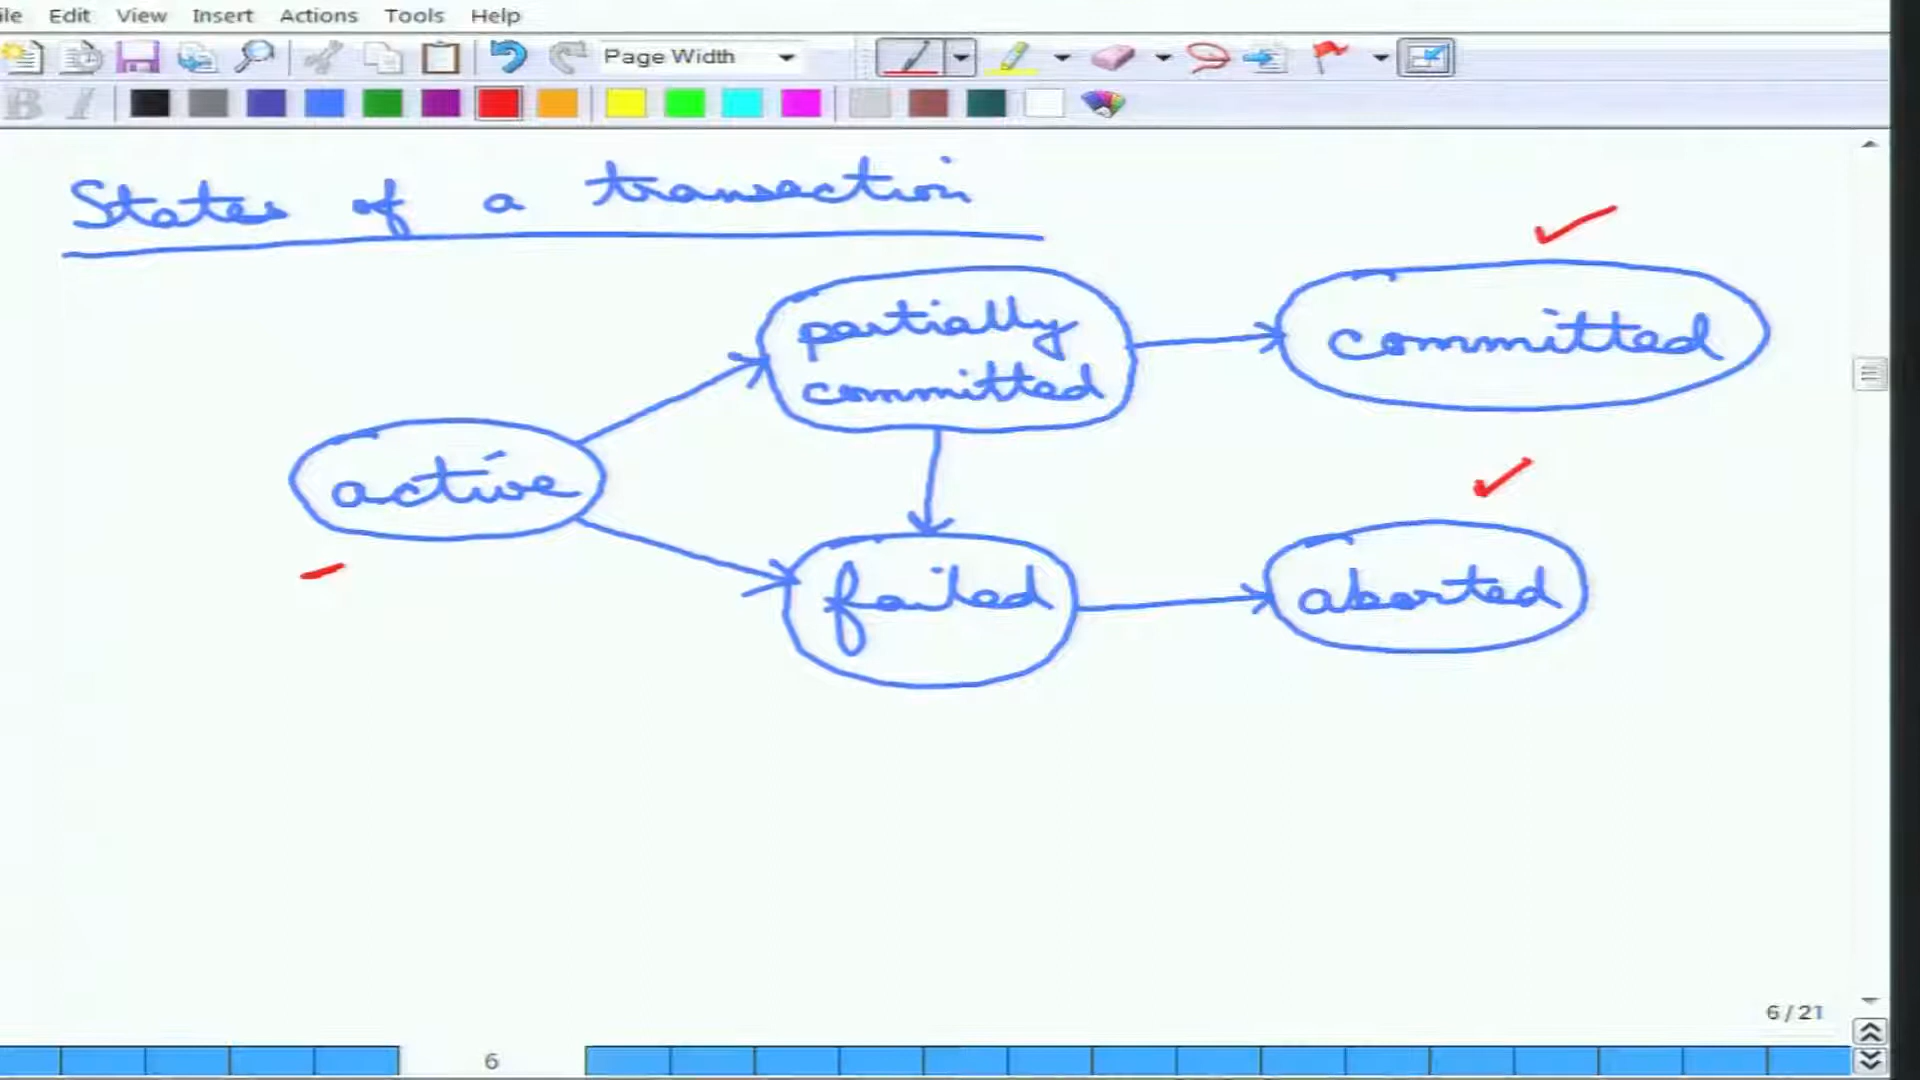 ile Edit View Insert Actions Tools Help
Page Width
B I
States of a transaction
partially
committed
committed
active
failed
aborted
6 / 21
6